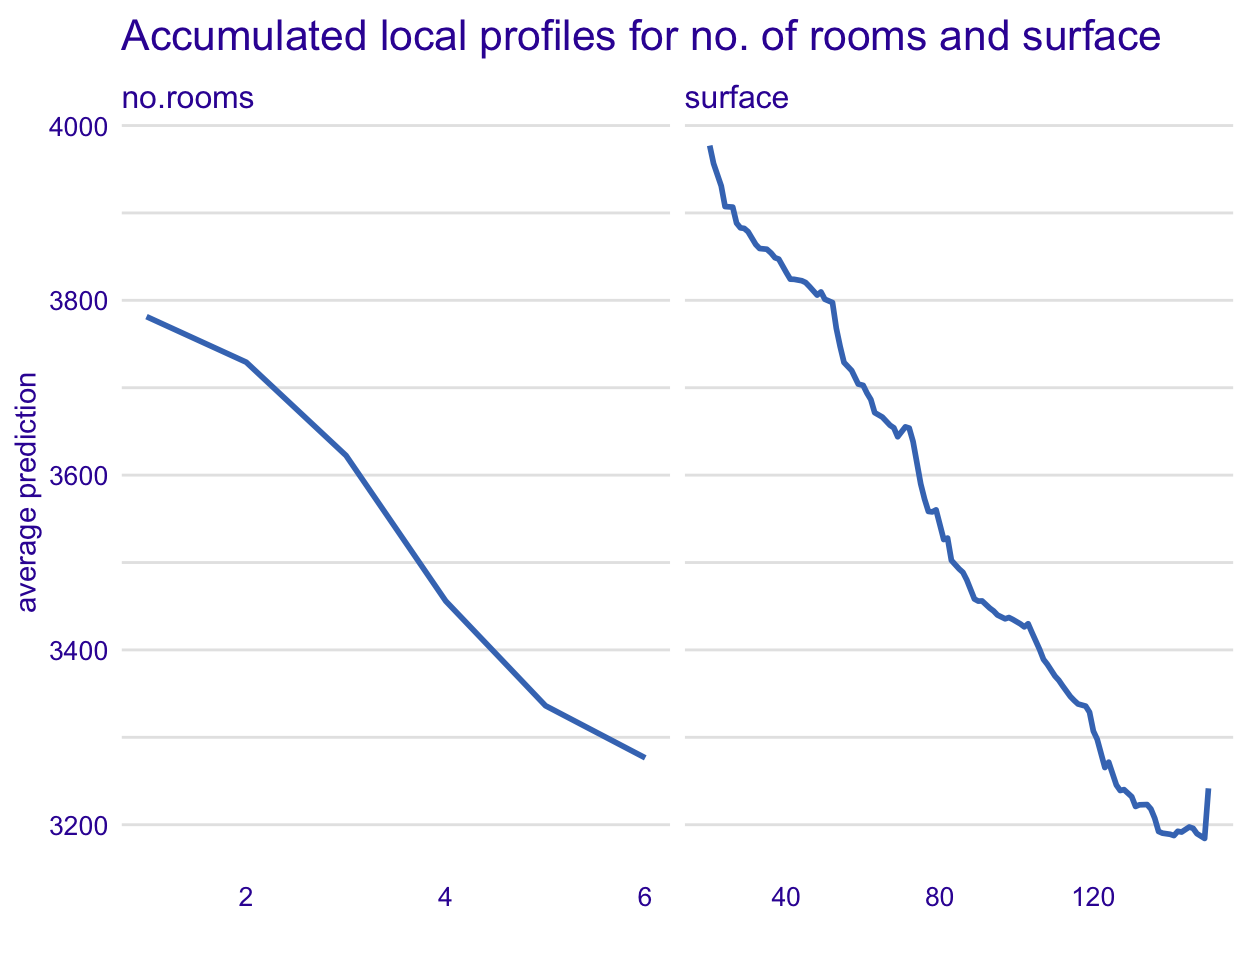 Accumulated local profiles for no. of rooms and surface
no.rooms
surface
4000
3800
3600
3400
3200
average prediction
2
4
6
40
80
120